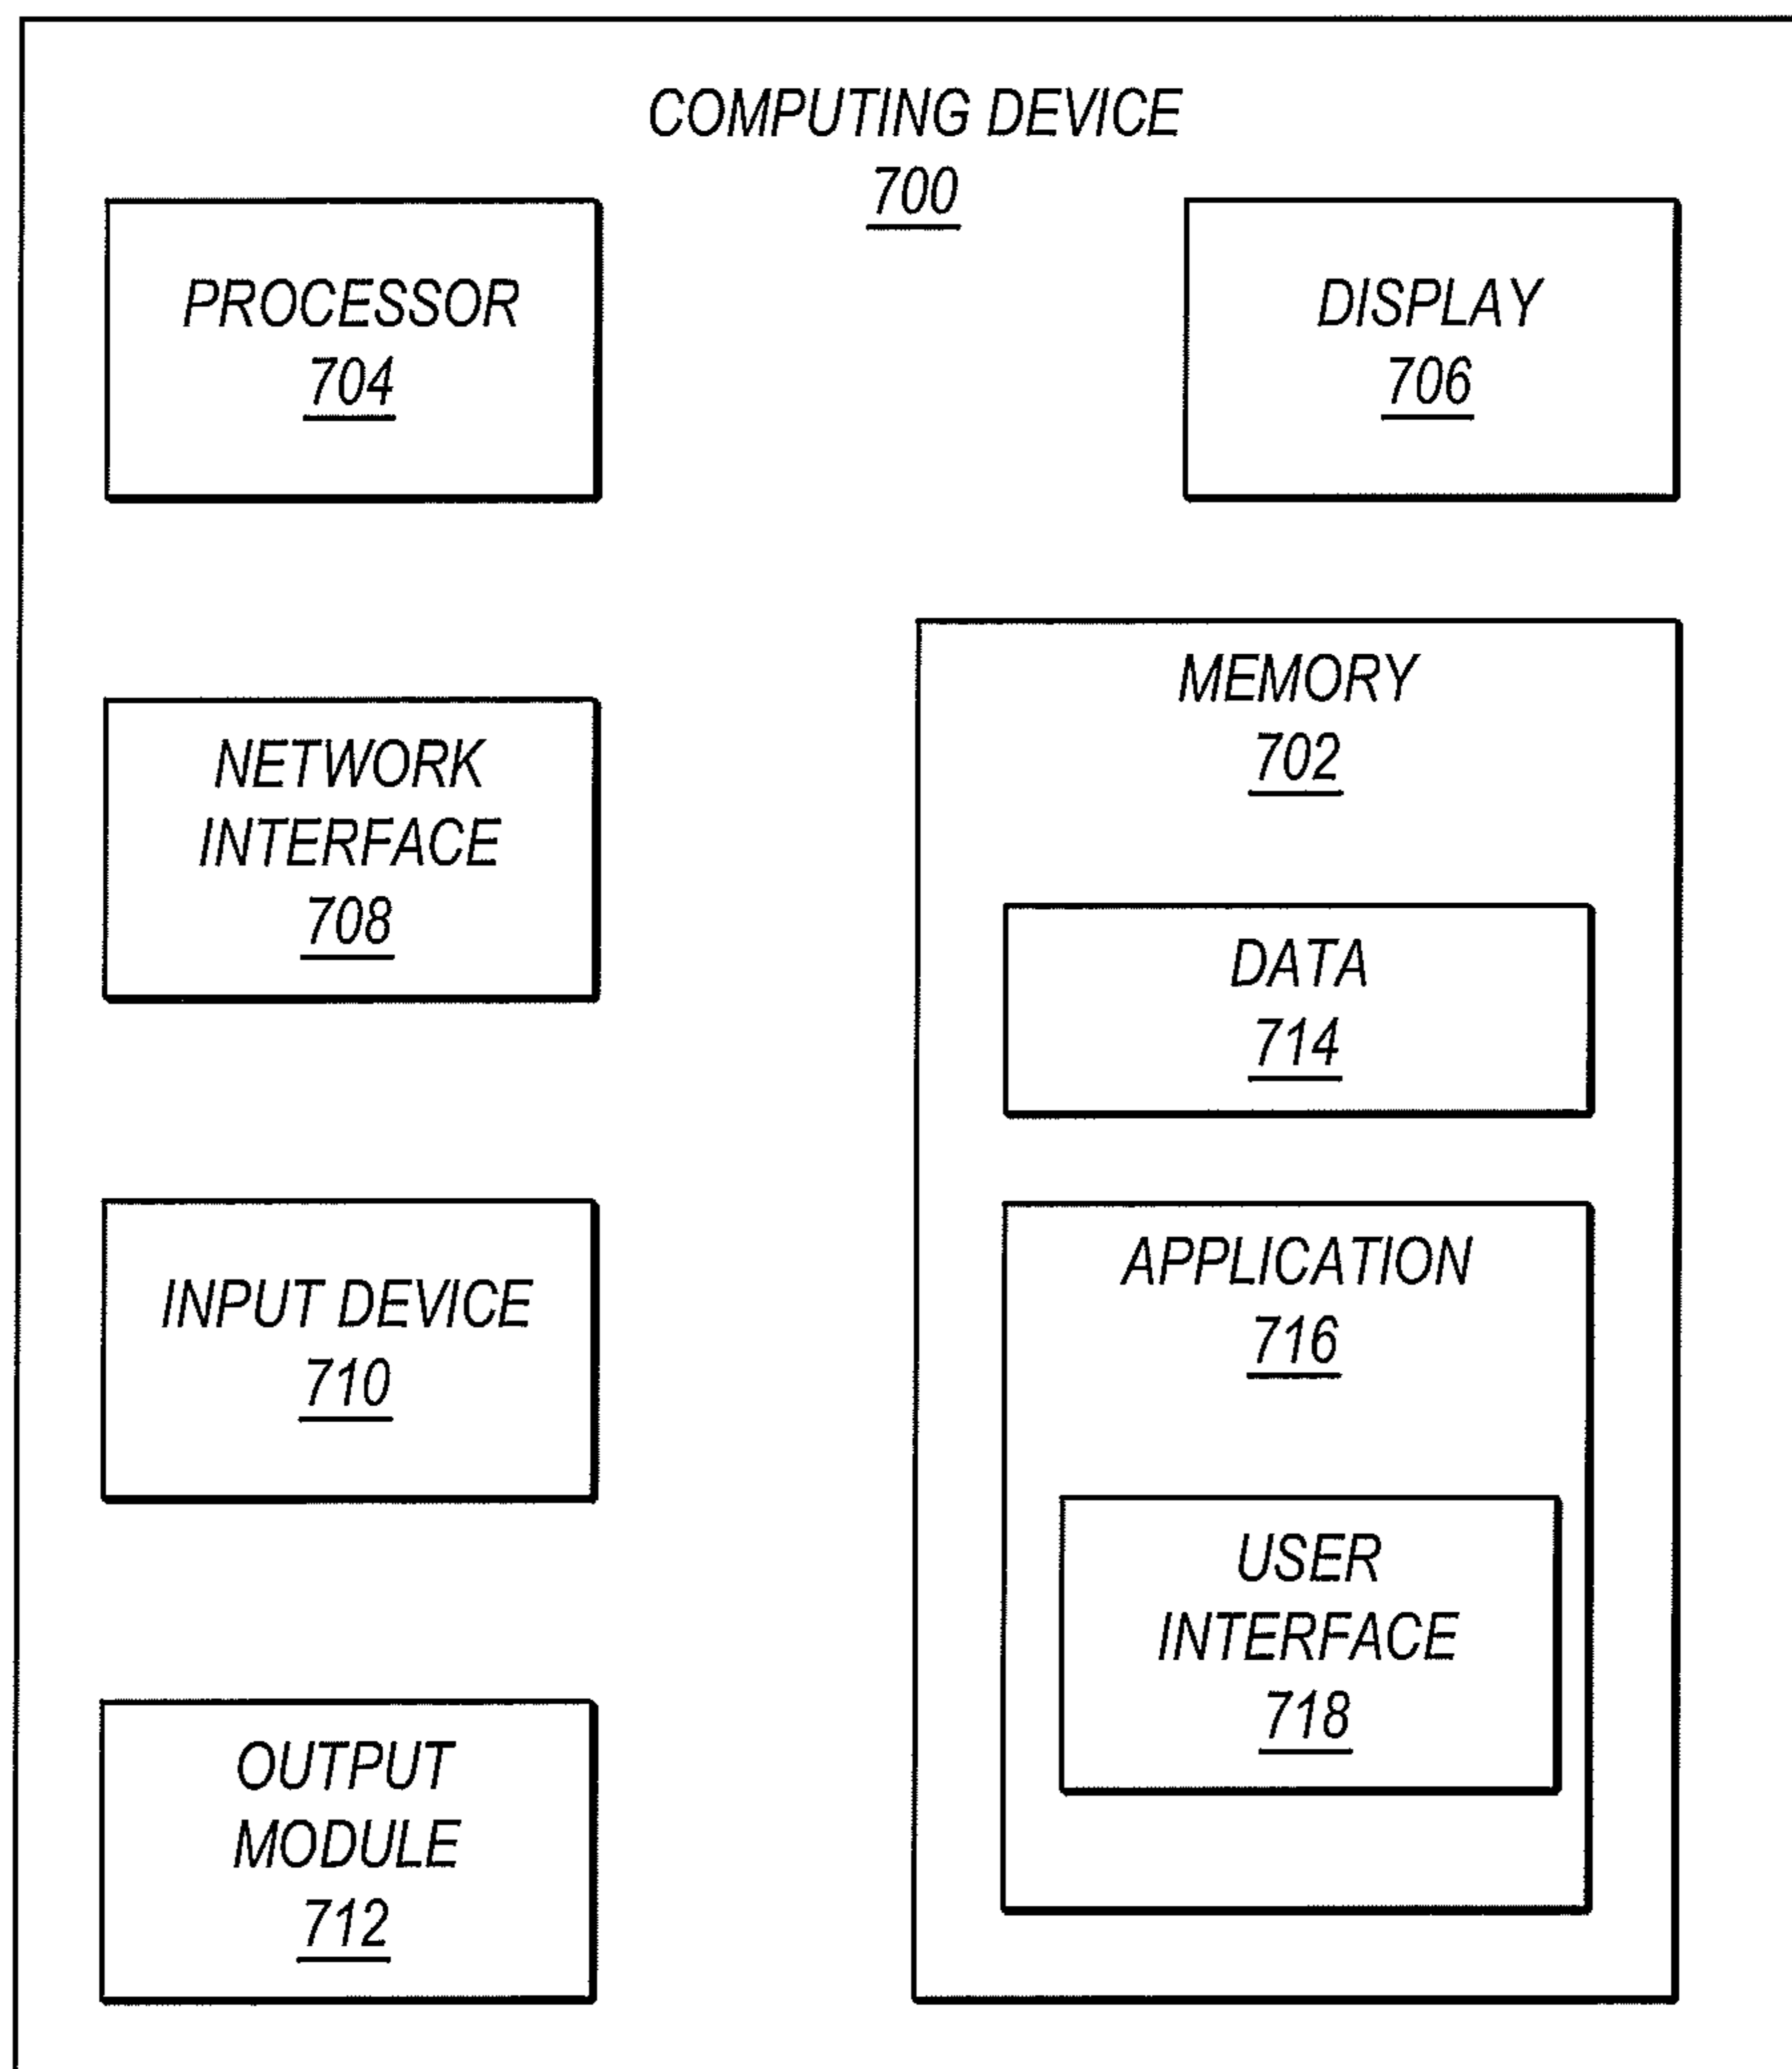 COMPUTING DEVICE
700
PROCESSOR
704
DISPLAY
706
NETWORK
INTERFACE
708
INPUT DEVICE
710
OUTPUT
MODULE
712
MEMORY
702
DATA
714
APPLICATION
716
USER
INTERFACE
718